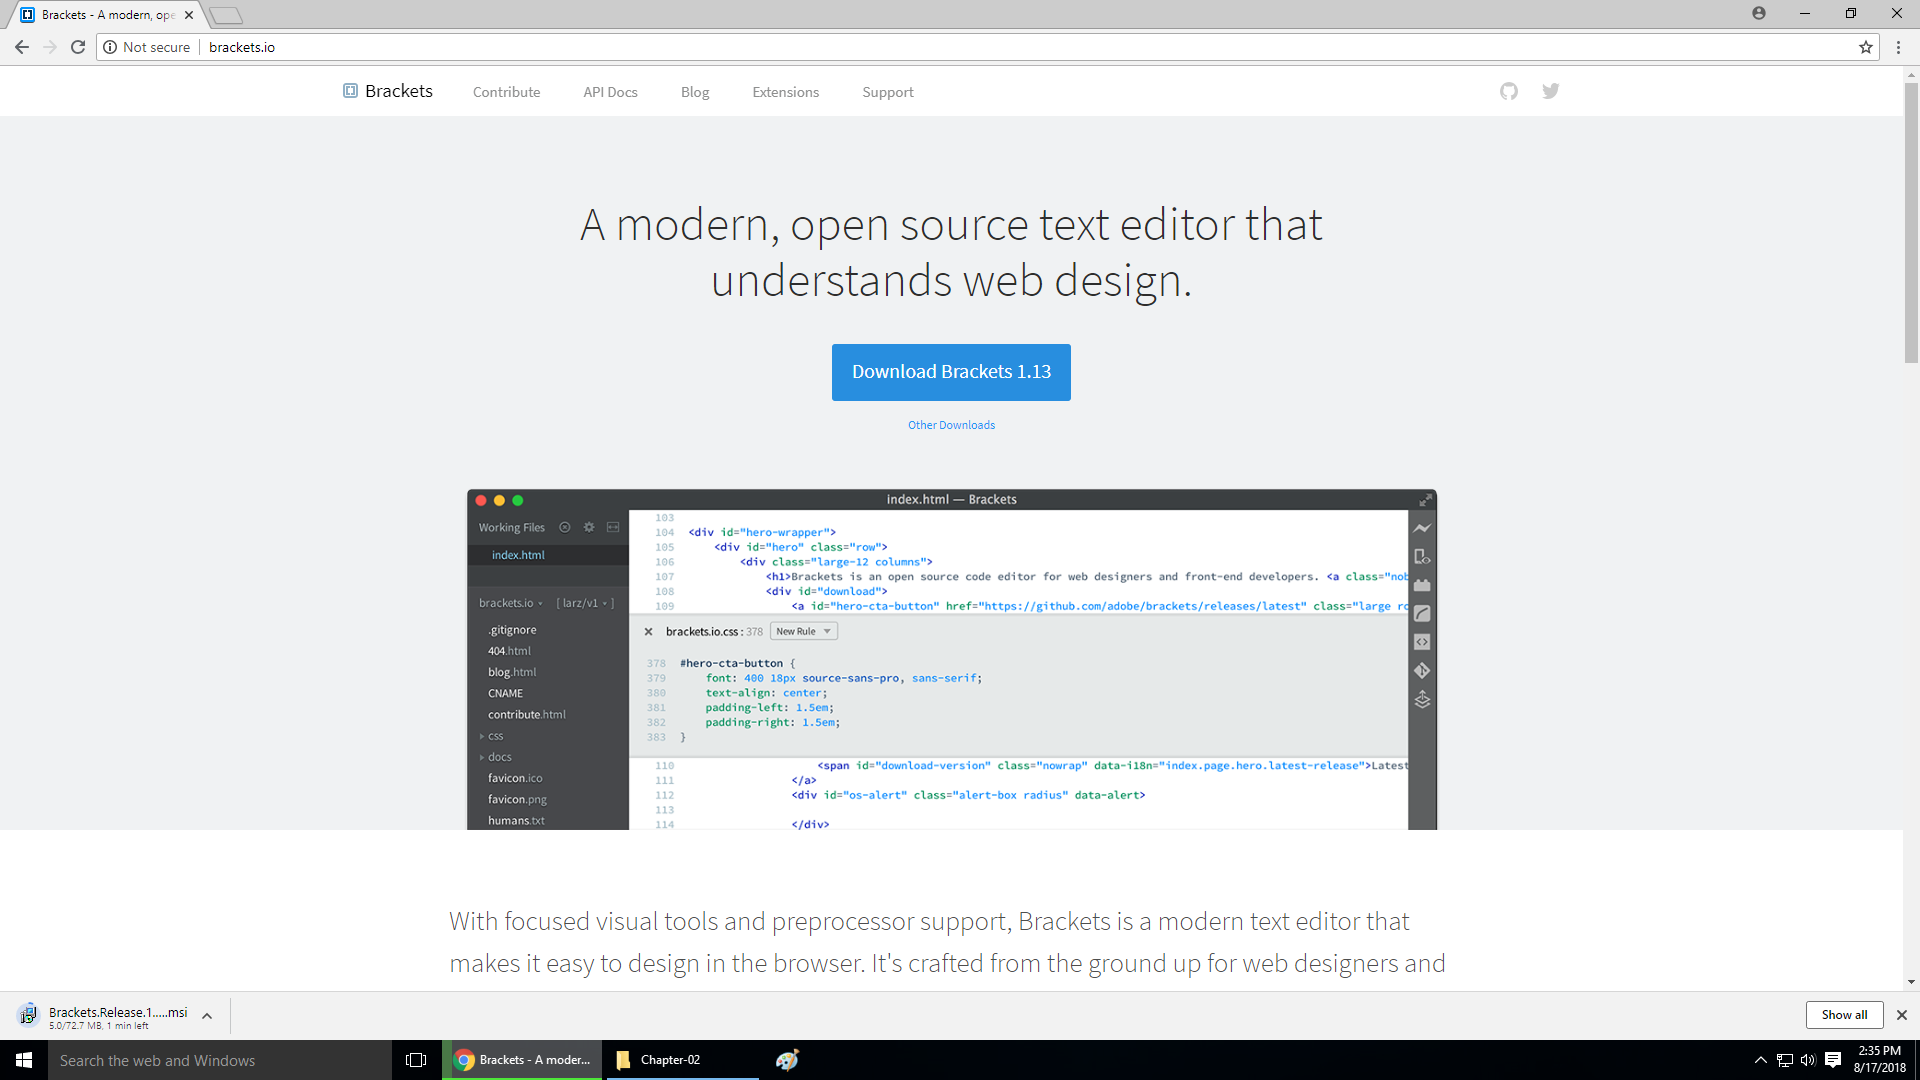 Brackets - A modern, ope
Not secure
brackets.io
Brackets
Contribute
API Docs
Blog
Extensions
Support
A modern, open source text editor that
understands web design.
Download Brackets 1.13
Other Downloads
index.html — Brackets
Working Files
index.html
brackets.io
[ larz/v1 ]
.gitignore
404.html
blog.html
CNAME
contribute.html
css
docs
favicon.ico
favicon.png
humans.txt
103
104 <div id="hero-wrapper">
105 <div id="hero" class="row">
106 <div class="large-12 columns">
107 <h1>Brackets is an open source code editor for web designers and front-end developers. <a class="nob
108 <div id="download">
109 <a id="hero-cta-button" href="https://github.com/adobe/brackets/releases/latest" class="large ro
brackets.io.css : 378
New Rule
378 #hero-cta-button {
379 font: 400 18px source-sans-pro, sans-serif;
380 text-align: center;
381 padding-left: 1.5em;
382 padding-right: 1.5em;
383 }
110 <span id="download-version" class="nowrap" data-i18n="index.page.hero.latest-release">Latest
111 </a>
112 <div id="os-alert" class="alert-box radius" data-alert>
113
114 </div>
With focused visual tools and preprocessor support, Brackets is a modern text editor that
makes it easy to design in the browser. It's crafted from the ground up for web designers and
Brackets.Release.1.....msi
5.0/72.7 MB, 1 min left
Show all
Search the web and Windows
Brackets - A moder...
Chapter-02
2:35 PM
8/17/2018